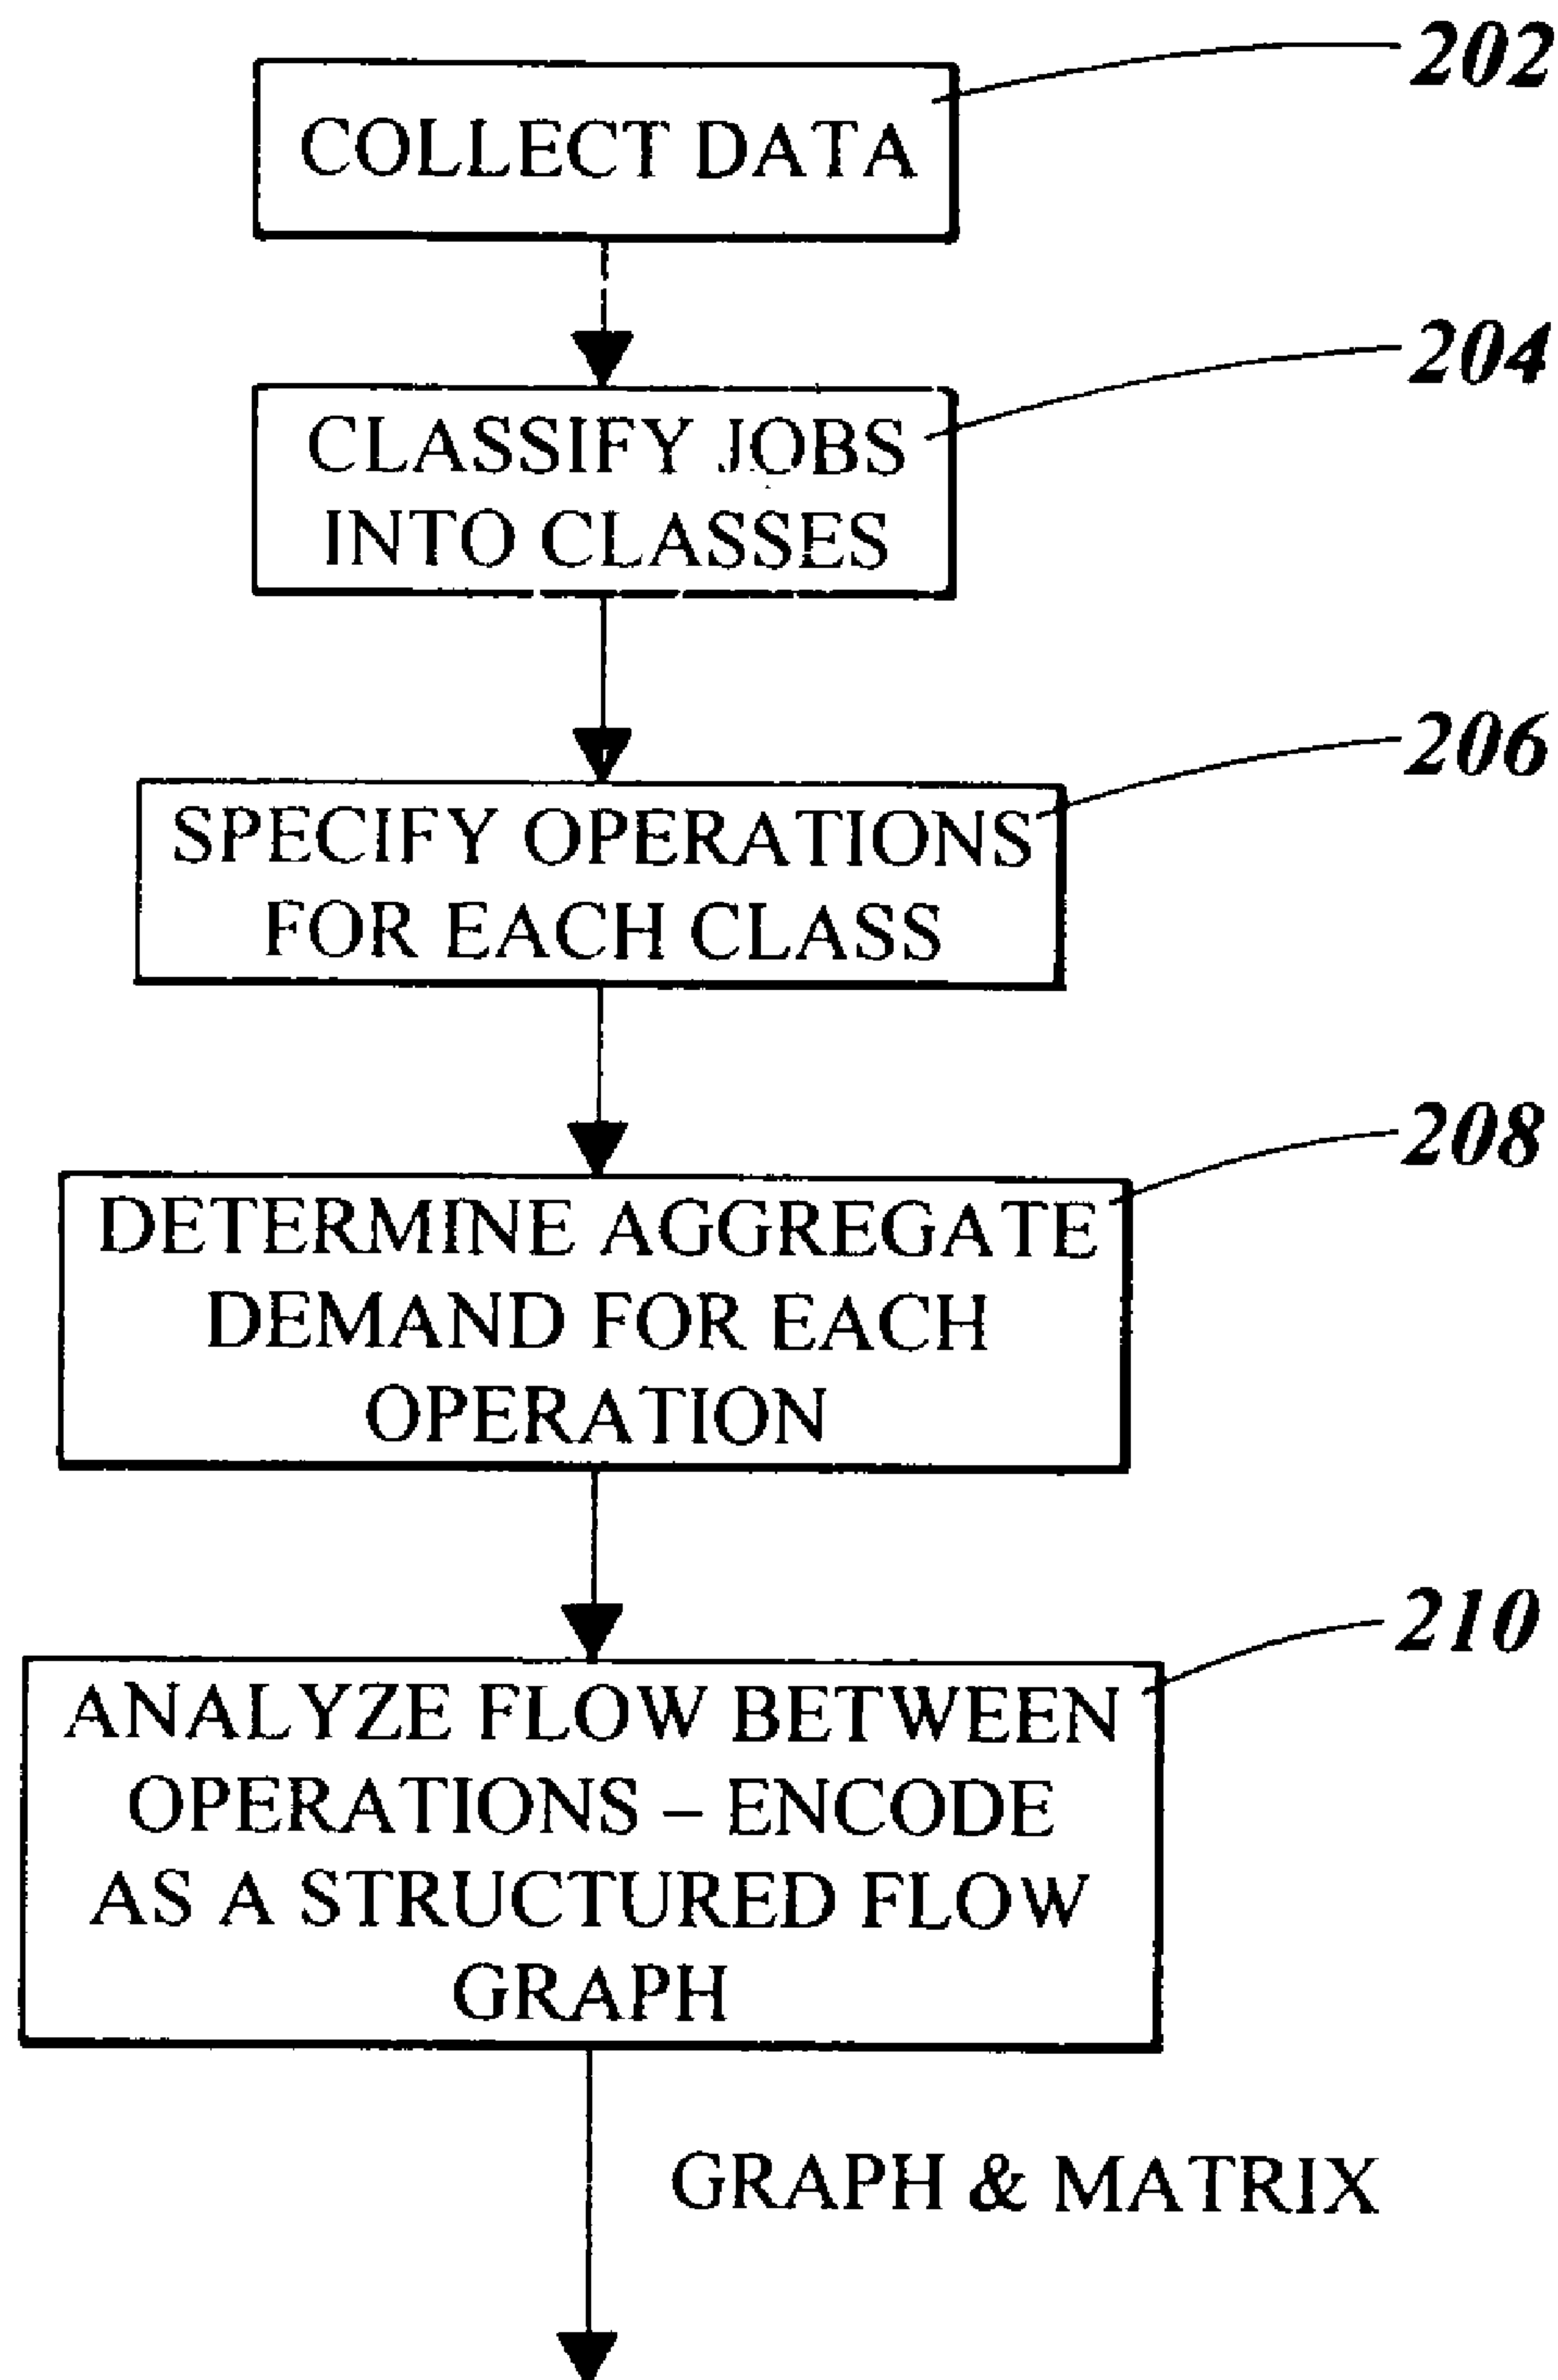 202
COLLECT DATA
204
CLASSIFY JOBS
INTO CLASSES
206
SPECIFY OPERATIONS
FOR EACH CLASS
208
DETERMINE AGGREGATE
DEMAND FOR EACH
OPERATION
210
ANALYZE FLOW BETWEEN
OPERATIONS – ENCODE
AS A STRUCTURED FLOW
GRAPH
GRAPH & MATRIX